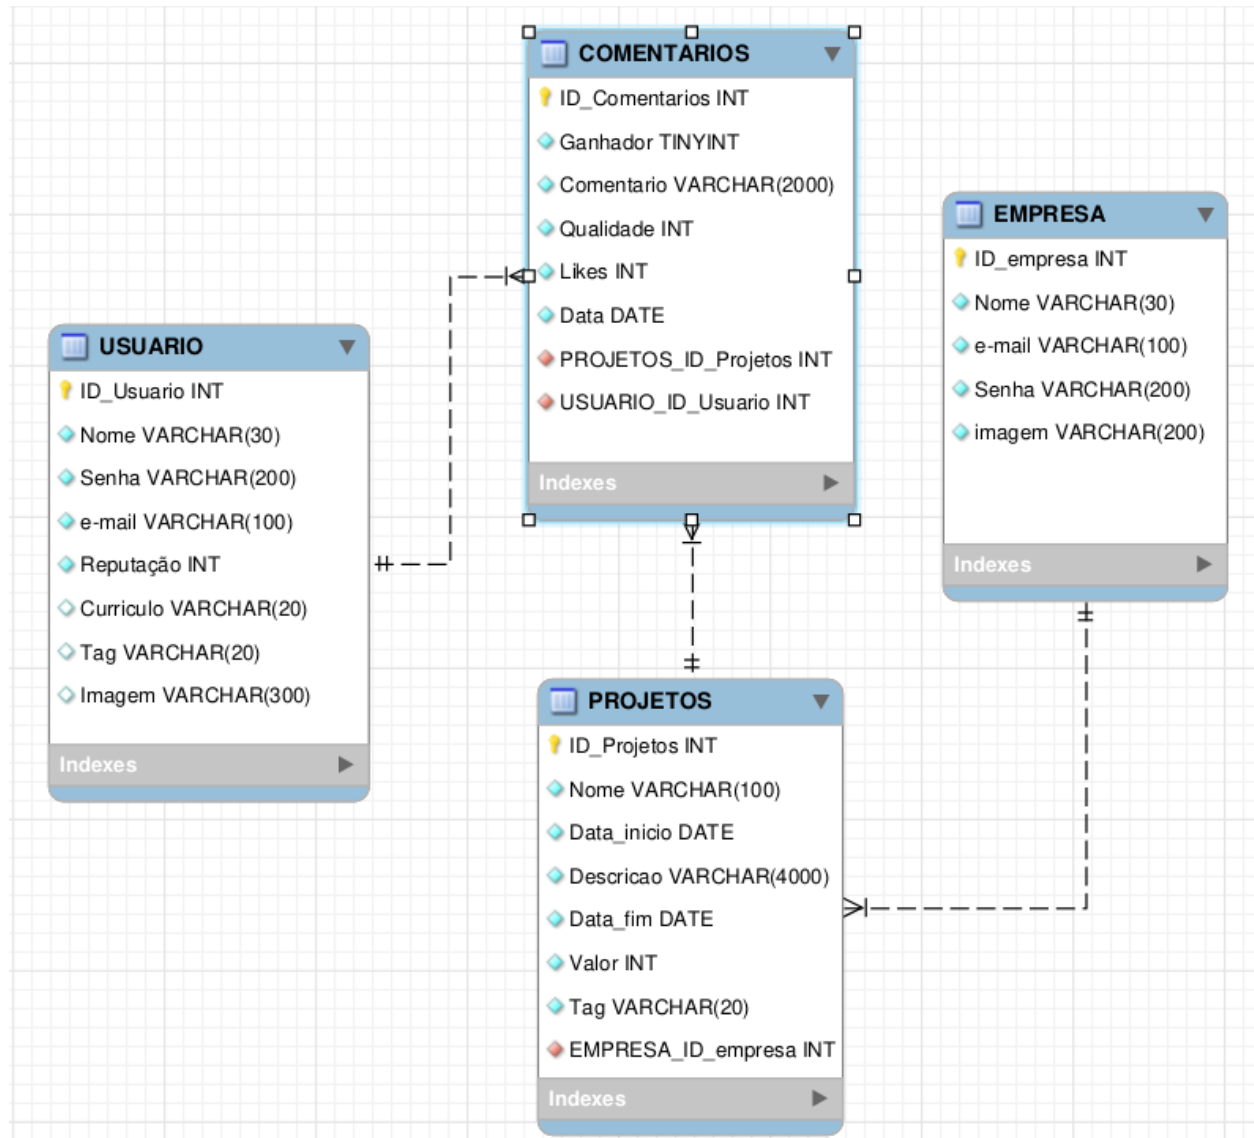 COMENTARIOS
ID_Comentarios INT
Ganhador TINYINT
Comentario VARCHAR(2000)
Qualidade INT
Likes INT
Data DATE
PROJETOS_ID_Projetos INT
USUARIO_ID_Usuario INT
Indexes
EMPRESA
ID_empresa INT
Nome VARCHAR(30)
e-mail VARCHAR(100)
Senha VARCHAR(200)
imagem VARCHAR(200)
Indexes
USUARIO
ID_Usuario INT
Nome VARCHAR(30)
Senha VARCHAR(200)
e-mail VARCHAR(100)
Reputação INT
Curriculo VARCHAR(20)
Tag VARCHAR(20)
Imagem VARCHAR(300)
Indexes
PROJETOS
ID_Projetos INT
Nome VARCHAR(100)
Data_inicio DATE
Descricao VARCHAR(4000)
Data_fim DATE
Valor INT
Tag VARCHAR(20)
EMPRESA_ID_empresa INT
Indexes